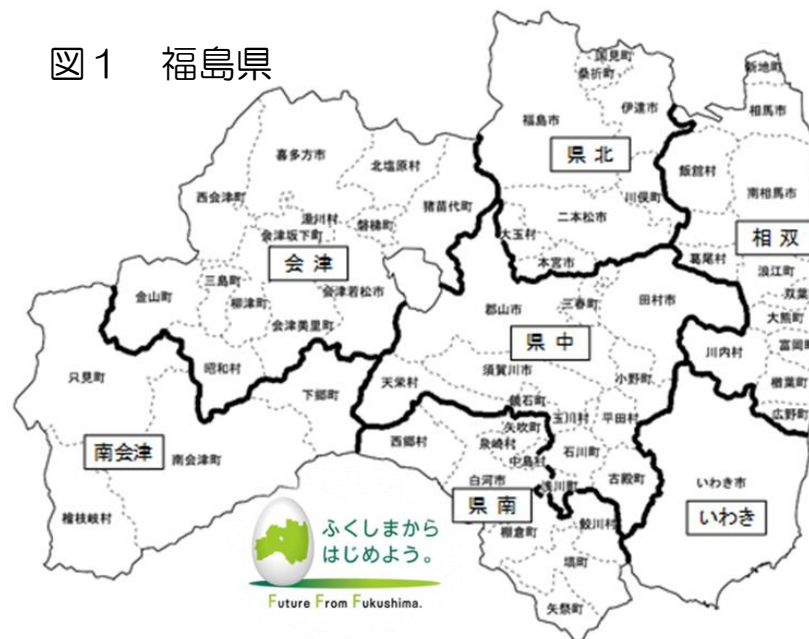 図1 福島県
国見町
桑折町
新地町
福島市
伊達市
相馬市
喜多方市
県北
北塩原村
飯舘村
西会津町
猪苗代町
川俣町
南相馬市
湯川村
磐梯町
二本松市
会津坂下町
大玉村
相双
会津
本宮市
葛尾村
浪江町
三島町
会津若松市
双葉
金山町
柳津町
郡山市
三春町
田村市
大熊町
会津美里町
県中
川内村
富岡町
昭和村
須賀川市
只見町
下郷町
天栄村
小野町
楢葉町
鏡石町
玉川村
平田村
広野町
矢吹町
西郷村
泉崎村
南会津
南会津町
中島村
石川町
白河市
浅川町
古殿町
いわき市
檜枝岐村
県南
いわき
鮫川村
棚倉町
塙町
矢祭町
ふくしまから
はじめよう。
Future From Fukushima.